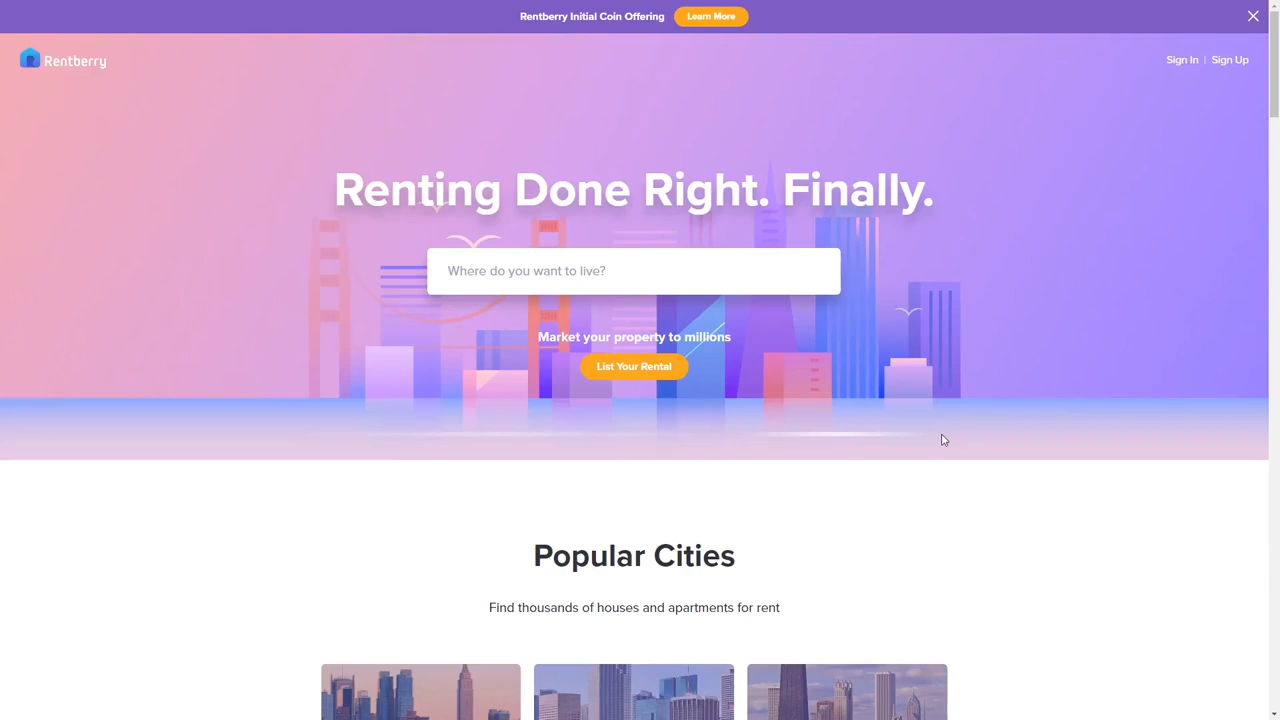 Rentberry Initial Coin Offering Learn More
Rentberry
Sign In | Sign Up
Renting Done Right. Finally.
Where do you want to live?
Market your property to millions
List Your Rental
Popular Cities
Find thousands of houses and apartments for rent